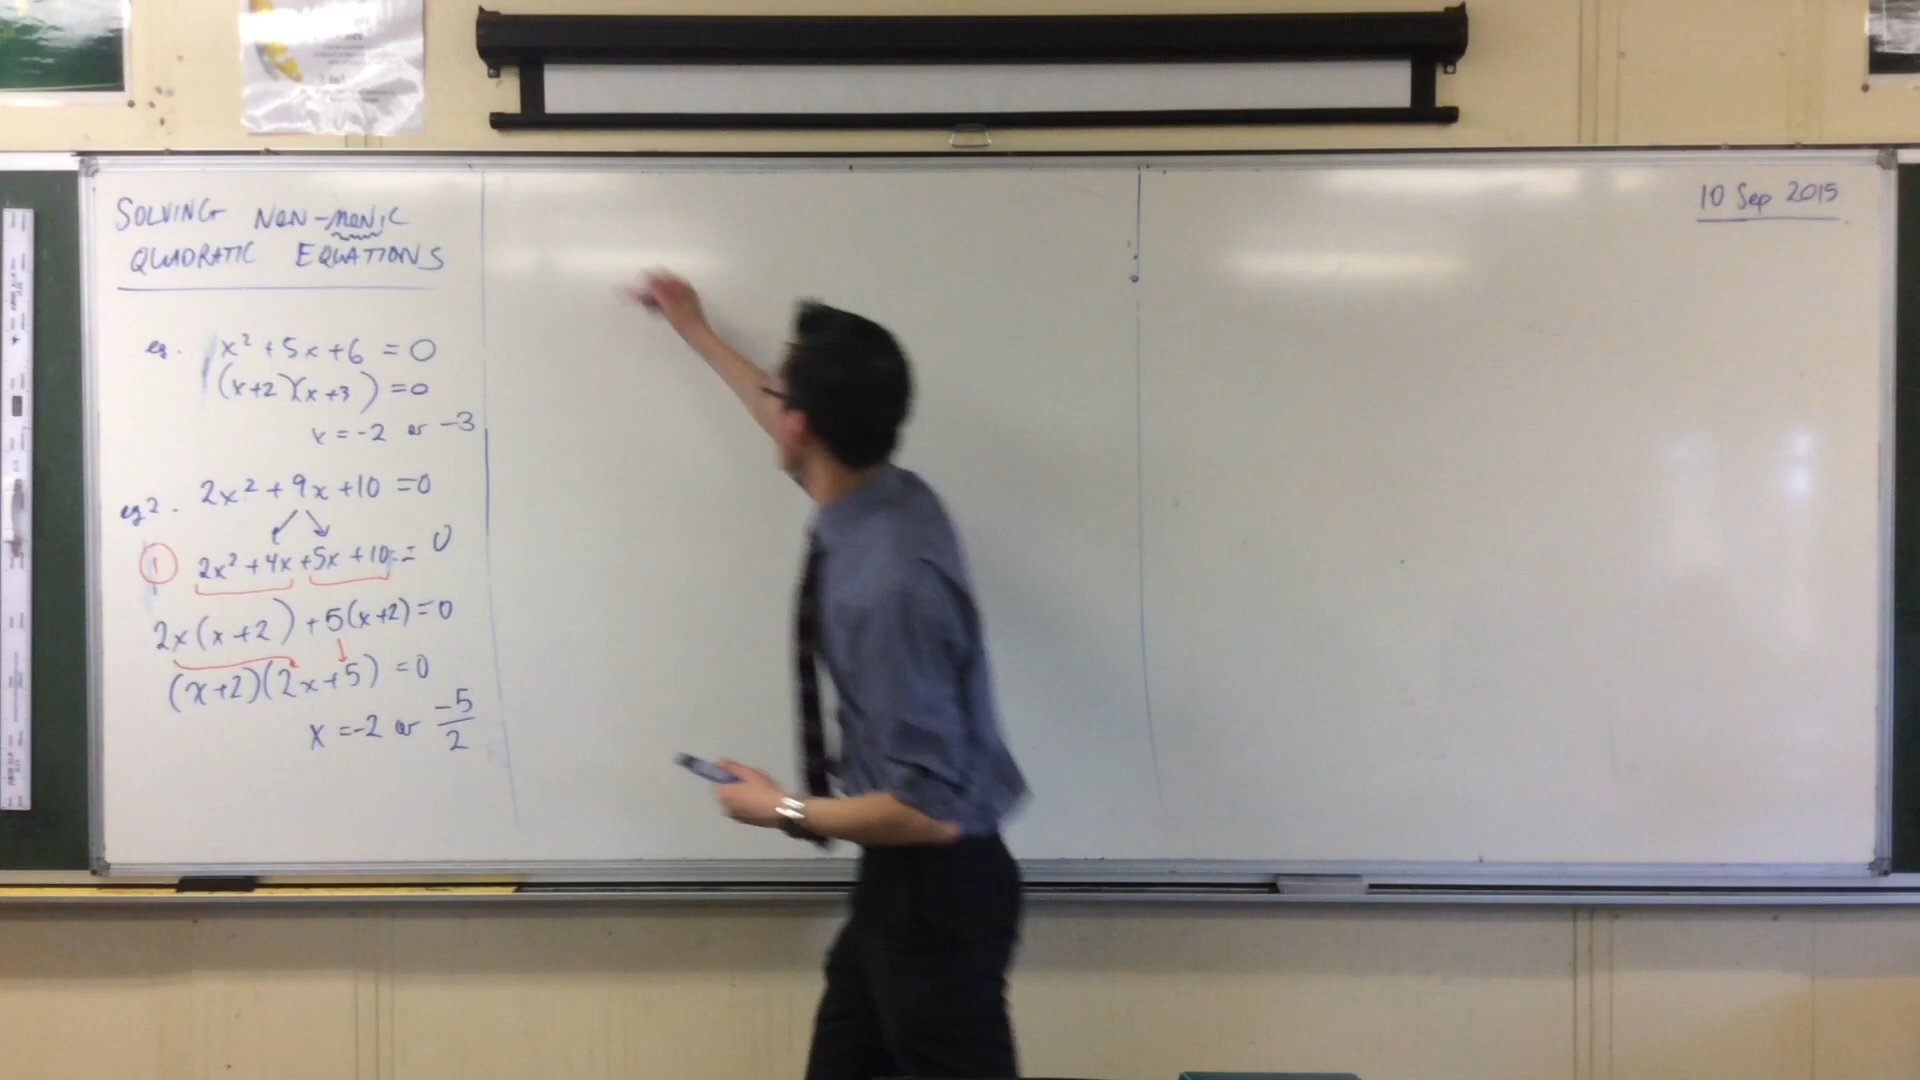 SOLVING NON-MONIC
QUADRATIC EQUATIONS
eg. x² + 5x + 6 = 0
(x+2)(x+3) = 0
x = -2 or -3
eg 2. 2x² + 9x + 10 = 0
① 2x² + 4x + 5x + 10 = 0
2x(x+2) + 5(x+2) = 0
(x+2)(2x+5) = 0
x = -2 or -5/2
10 Sep 2015